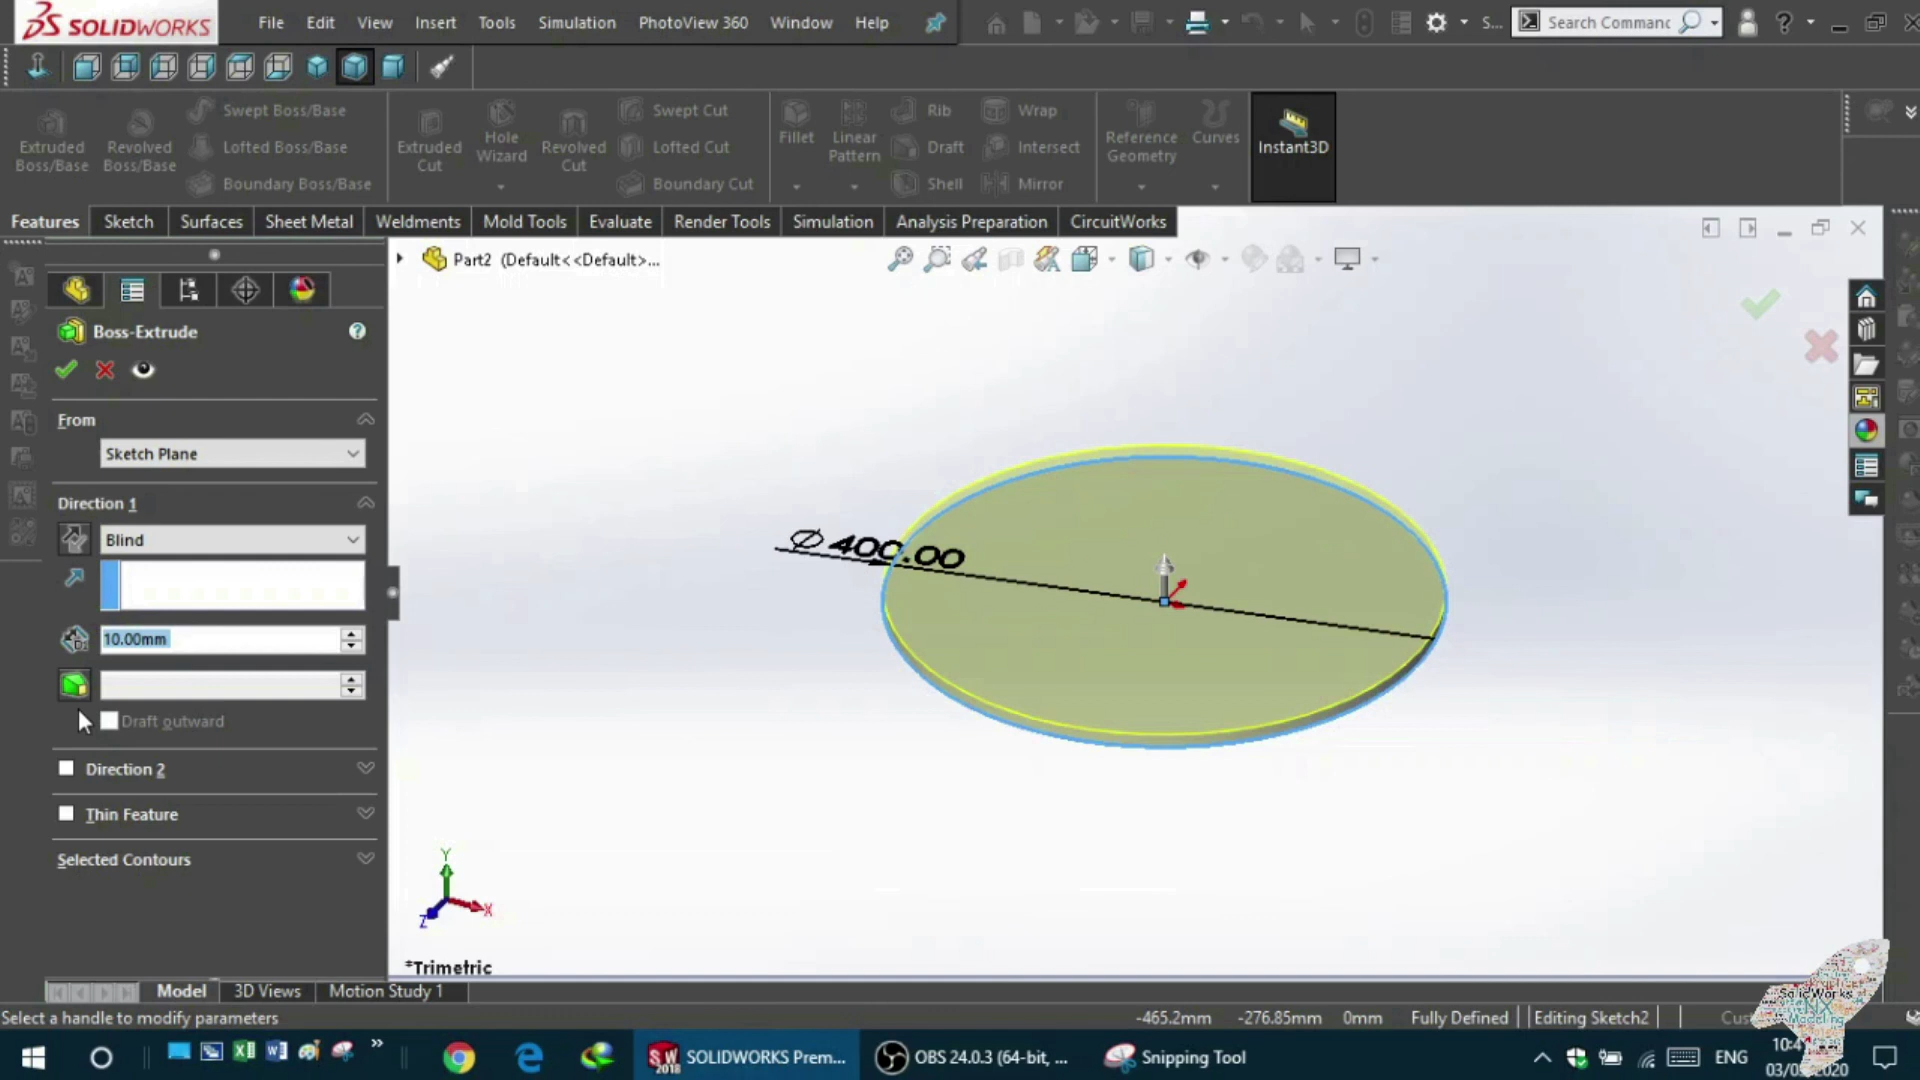 SOLIDWORKS
File Edit View Insert Tools Simulation PhotoView 360 Window Help
S... Search Commanc
Extruded Boss/Base
Revolved Boss/Base
Swept Boss/Base
Lofted Boss/Base
Boundary Boss/Base
Extruded Cut
Hole Wizard
Revolved Cut
Swept Cut
Lofted Cut
Boundary Cut
Fillet
Linear Pattern
Rib
Draft
Shell
Wrap
Intersect
Mirror
Reference Geometry
Curves
Instant3D
Features Sketch Surfaces Sheet Metal Weldments Mold Tools Evaluate Render Tools Simulation Analysis Preparation CircuitWorks
Part2 (Default<<Default>...
Boss-Extrude
From
Sketch Plane
Direction 1
Blind
10.00mm
Draft outward
Direction 2
Thin Feature
Selected Contours
∅ 400.00
Y
X
Z
*Trimetric
Model 3D Views Motion Study 1
Select a handle to modify parameters
-465.2mm -276.85mm 0mm Fully Defined Editing Sketch2
SolidWorks
NX
Modeling
SOLIDWORKS Prem...
OBS 24.0.3 (64-bit, ...
Snipping Tool
ENG